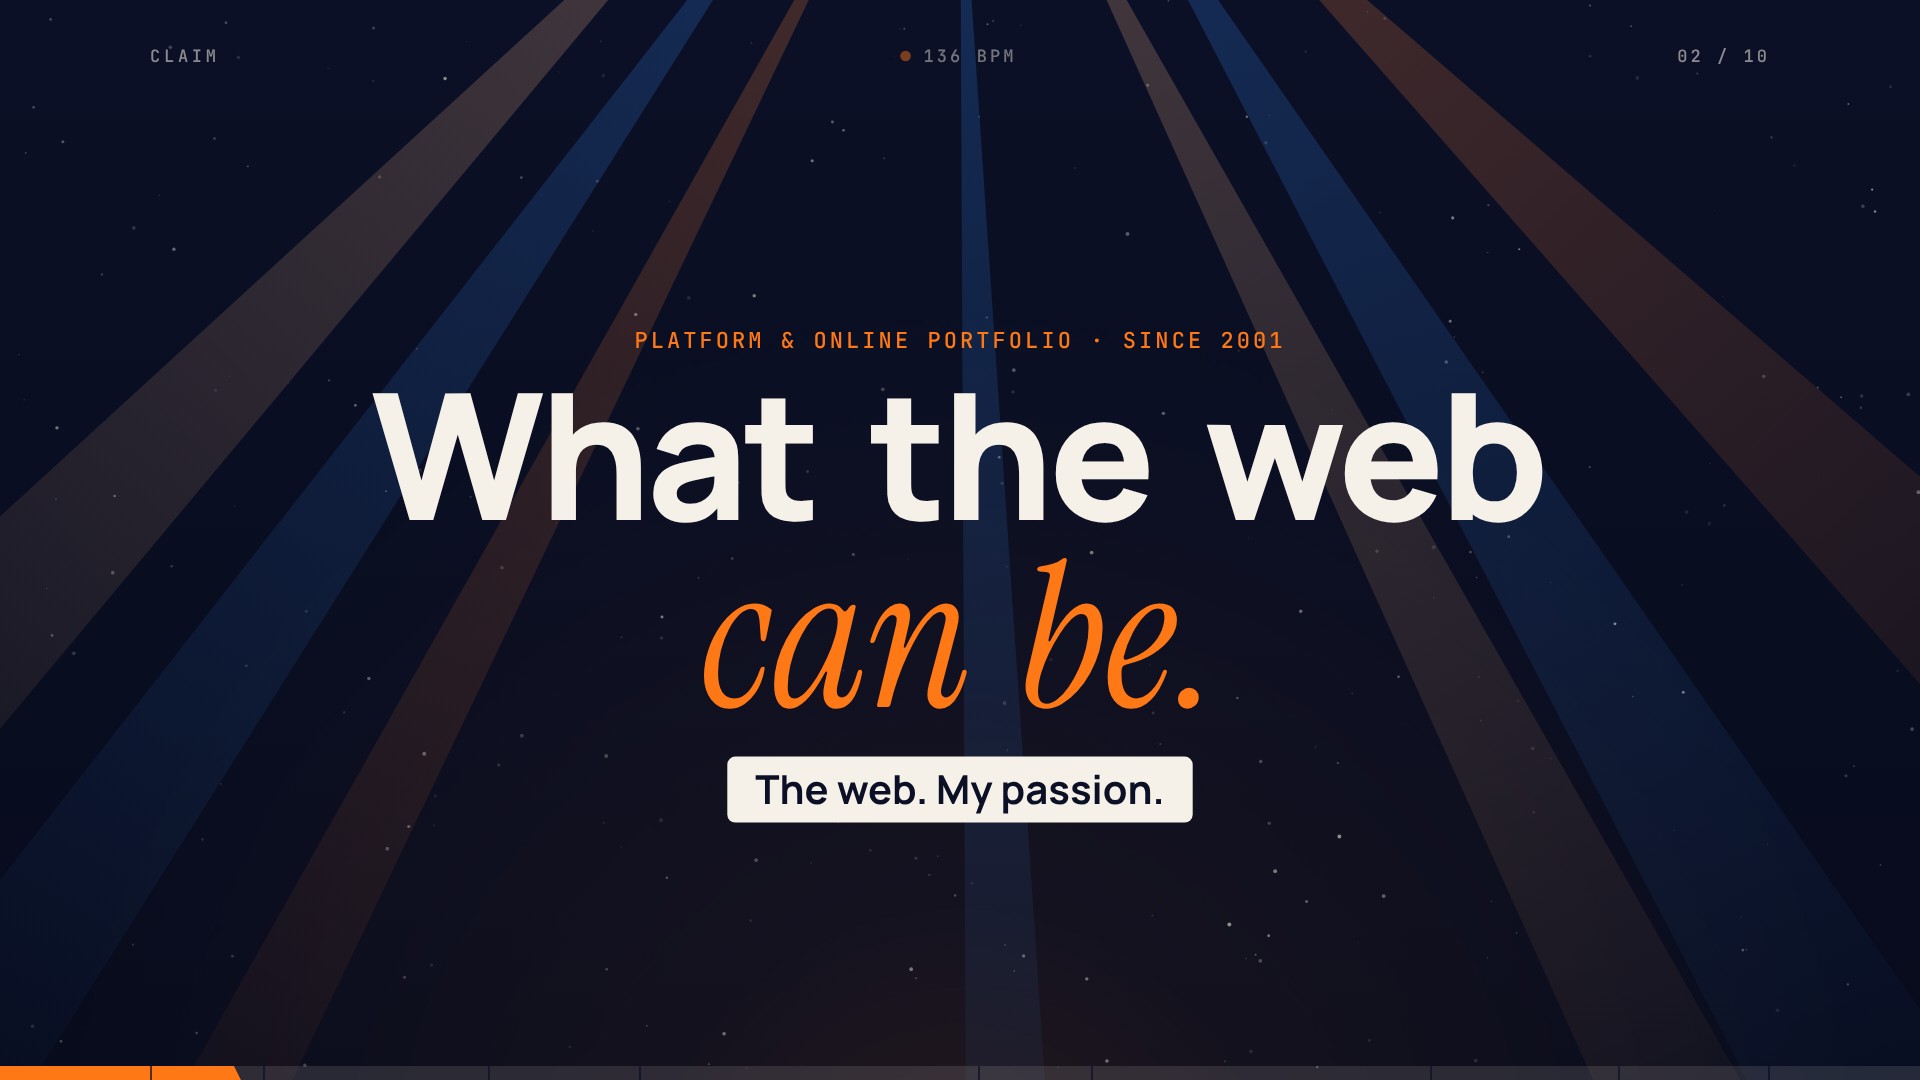 CLAIM
136 BPM
02 / 10
PLATFORM & ONLINE PORTFOLIO · SINCE 2001
What the web
can be.
The web. My passion.